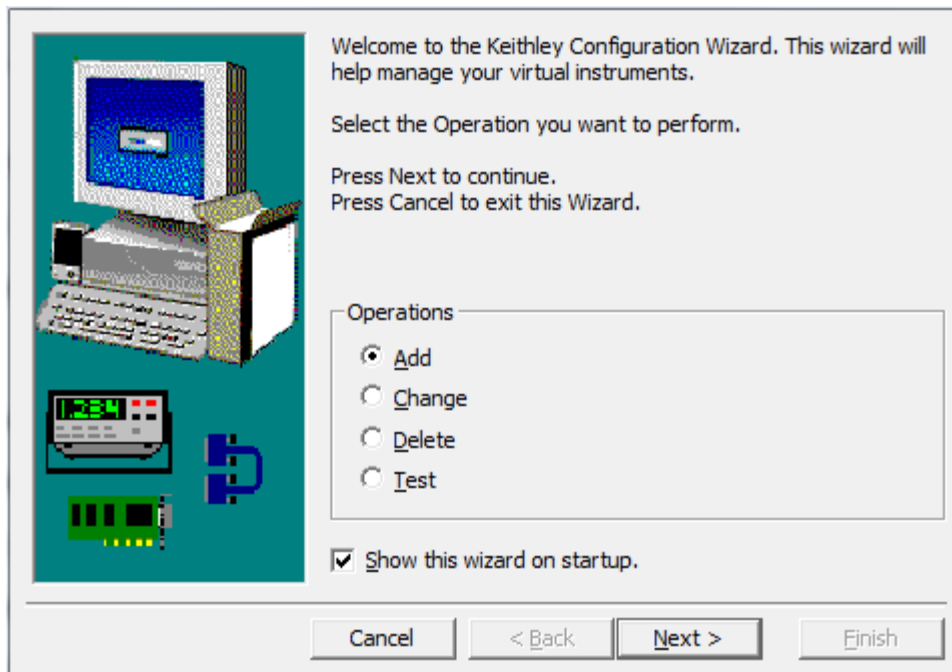 Welcome to the Keithley Configuration Wizard. This wizard will
help manage your virtual instruments.
Select the Operation you want to perform.
Press Next to continue.
Press Cancel to exit this Wizard.
Operations
Add
Change
Delete
Test
Show this wizard on startup.
1.234
Cancel
< Back
Next >
Finish